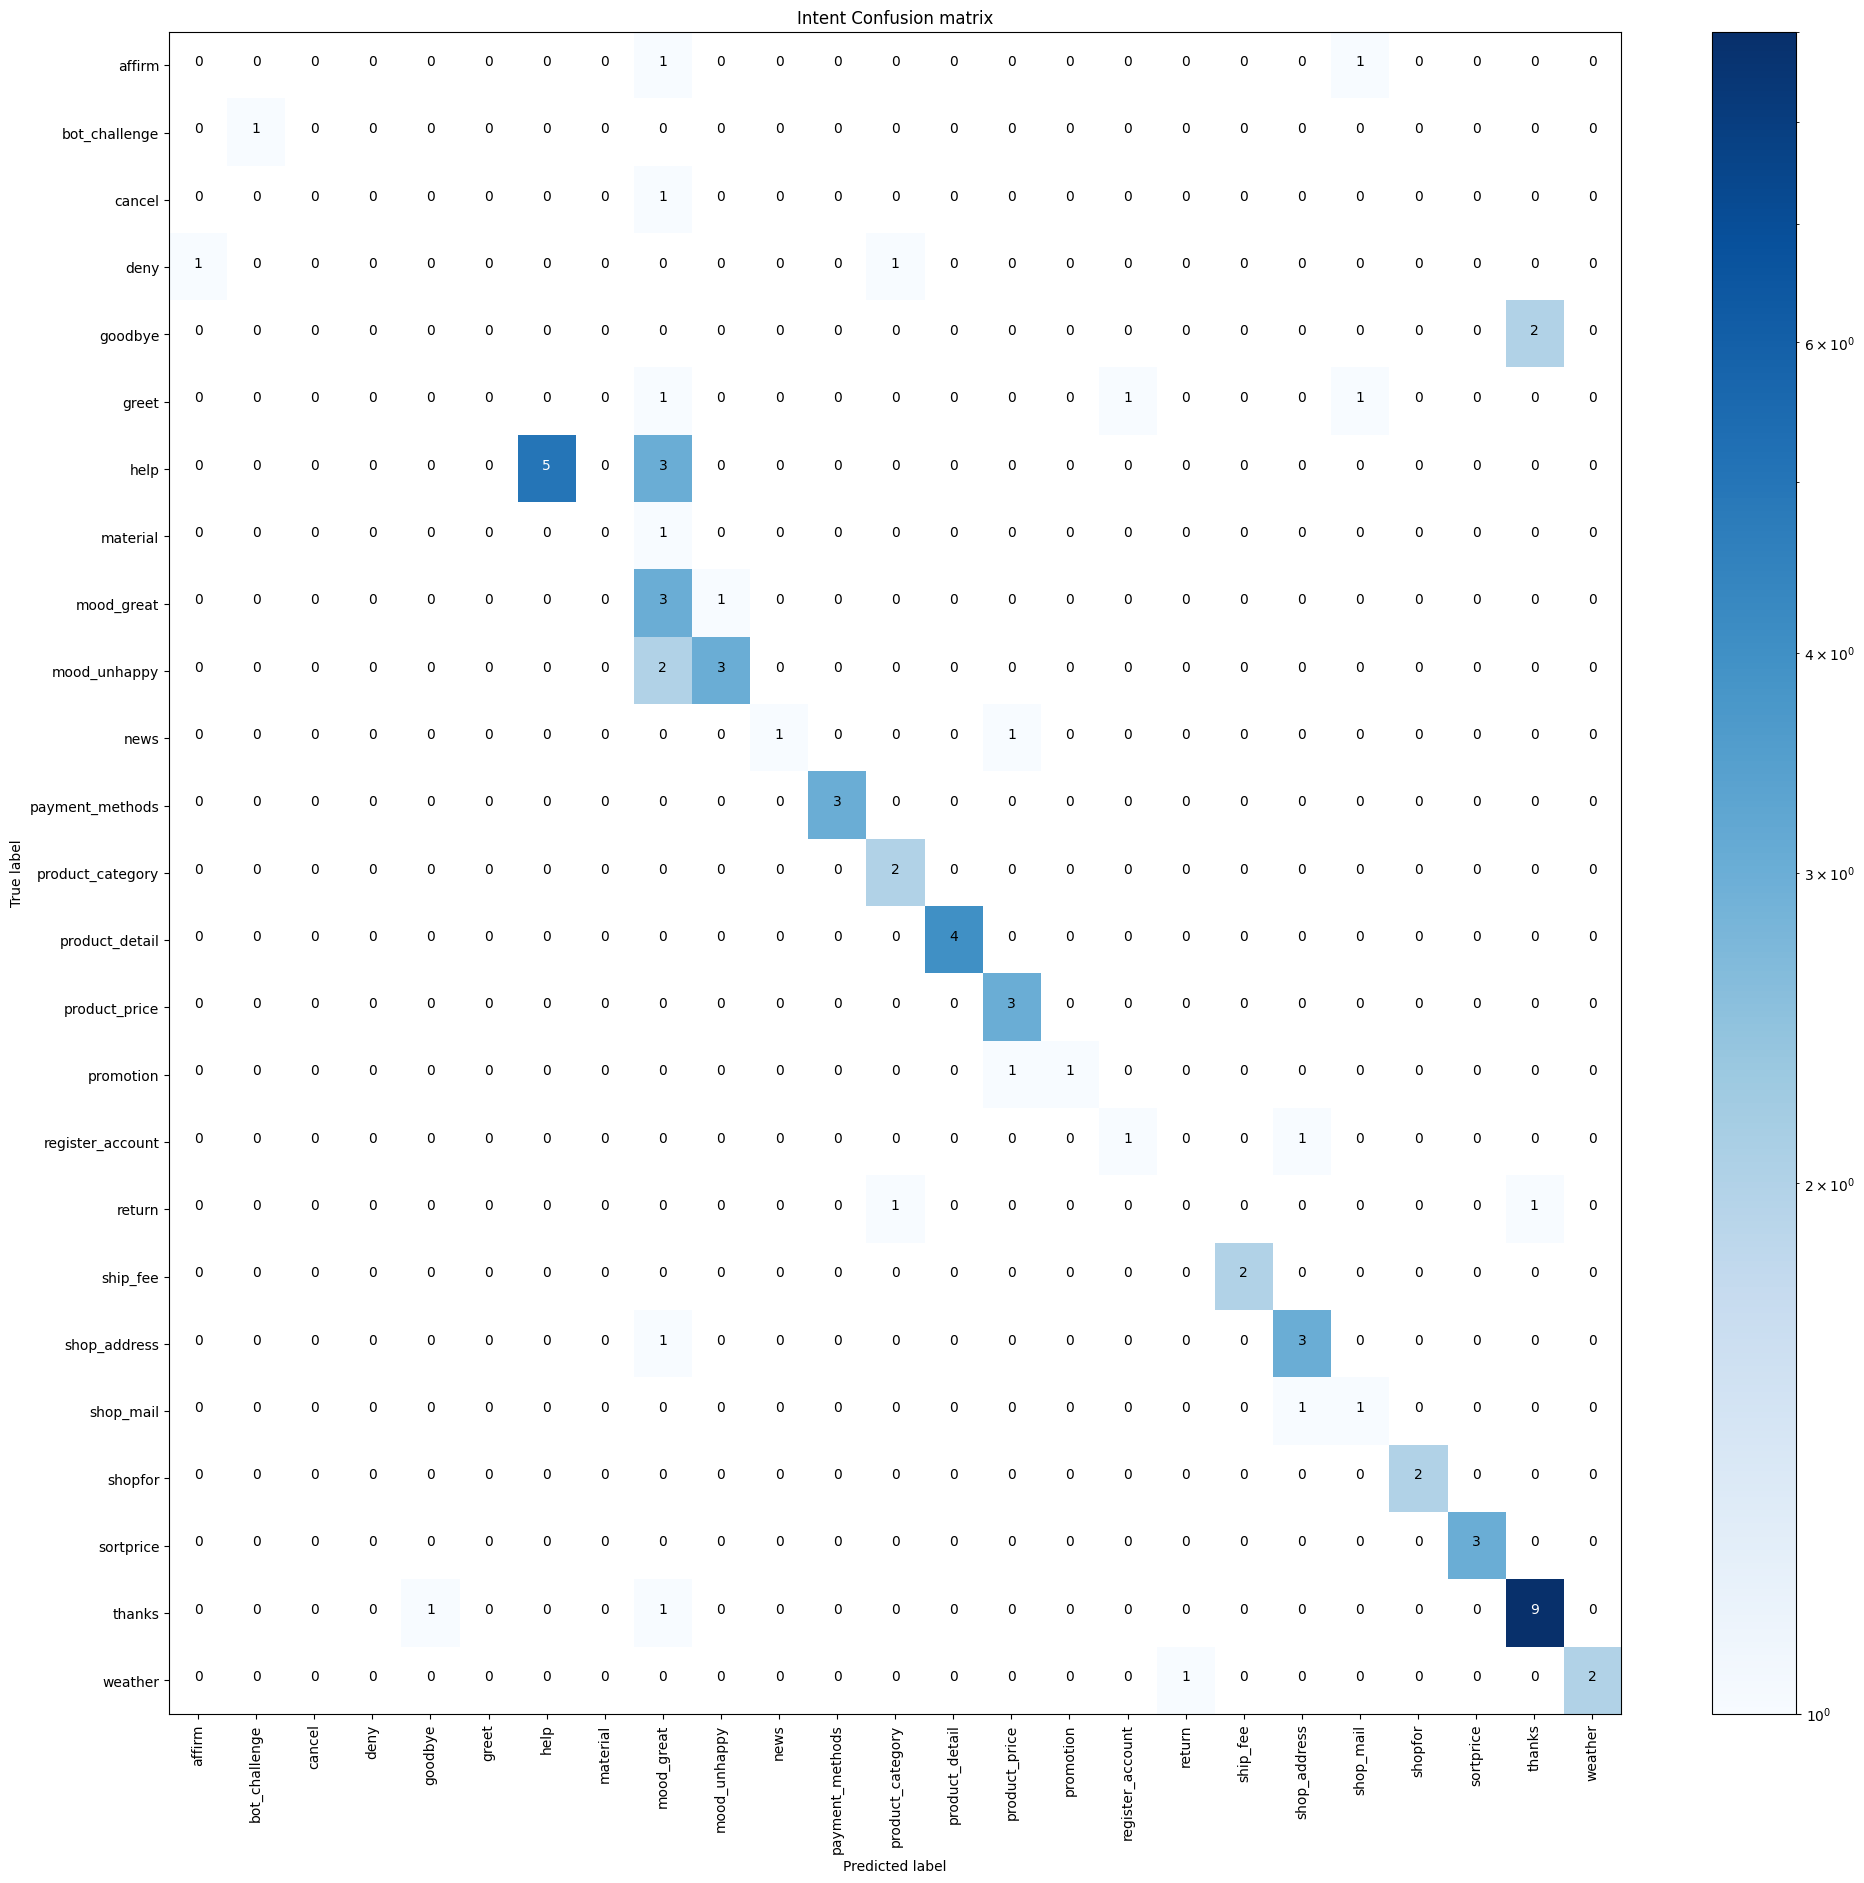 Intent Confusion matrix
affirm 0 0 0 0 0 0 0 0 1 0 0 0 0 0 0 0 0 0 0 0 1 0 0 0 0
bot_challenge 0 1 0 0 0 0 0 0 0 0 0 0 0 0 0 0 0 0 0 0 0 0 0 0 0
cancel 0 0 0 0 0 0 0 0 1 0 0 0 0 0 0 0 0 0 0 0 0 0 0 0 0
deny 1 0 0 0 0 0 0 0 0 0 0 0 1 0 0 0 0 0 0 0 0 0 0 0 0
goodbye 0 0 0 0 0 0 0 0 0 0 0 0 0 0 0 0 0 0 0 0 0 0 0 2 0
6 × 10⁰
greet 0 0 0 0 0 0 0 0 1 0 0 0 0 0 0 0 1 0 0 0 1 0 0 0 0
help 0 0 0 0 0 0 5 0 3 0 0 0 0 0 0 0 0 0 0 0 0 0 0 0 0
material 0 0 0 0 0 0 0 0 1 0 0 0 0 0 0 0 0 0 0 0 0 0 0 0 0
mood_great 0 0 0 0 0 0 0 0 3 1 0 0 0 0 0 0 0 0 0 0 0 0 0 0 0
4 × 10⁰
mood_unhappy 0 0 0 0 0 0 0 0 2 3 0 0 0 0 0 0 0 0 0 0 0 0 0 0 0
news 0 0 0 0 0 0 0 0 0 0 1 0 0 0 1 0 0 0 0 0 0 0 0 0 0
payment_methods 0 0 0 0 0 0 0 0 0 0 0 3 0 0 0 0 0 0 0 0 0 0 0 0 0
True label
product_category 0 0 0 0 0 0 0 0 0 0 0 0 2 0 0 0 0 0 0 0 0 0 0 0 0
3 × 10⁰
product_detail 0 0 0 0 0 0 0 0 0 0 0 0 0 4 0 0 0 0 0 0 0 0 0 0 0
product_price 0 0 0 0 0 0 0 0 0 0 0 0 0 0 3 0 0 0 0 0 0 0 0 0 0
promotion 0 0 0 0 0 0 0 0 0 0 0 0 0 0 1 1 0 0 0 0 0 0 0 0 0
register_account 0 0 0 0 0 0 0 0 0 0 0 0 0 0 0 0 1 0 0 1 0 0 0 0 0
2 × 10⁰
return 0 0 0 0 0 0 0 0 0 0 0 0 1 0 0 0 0 0 0 0 0 0 0 1 0
ship_fee 0 0 0 0 0 0 0 0 0 0 0 0 0 0 0 0 0 0 2 0 0 0 0 0 0
shop_address 0 0 0 0 0 0 0 0 1 0 0 0 0 0 0 0 0 0 0 3 0 0 0 0 0
shop_mail 0 0 0 0 0 0 0 0 0 0 0 0 0 0 0 0 0 0 0 1 1 0 0 0 0
shopfor 0 0 0 0 0 0 0 0 0 0 0 0 0 0 0 0 0 0 0 0 0 2 0 0 0
sortprice 0 0 0 0 0 0 0 0 0 0 0 0 0 0 0 0 0 0 0 0 0 0 3 0 0
thanks 0 0 0 0 1 0 0 0 1 0 0 0 0 0 0 0 0 0 0 0 0 0 0 9 0
weather 0 0 0 0 0 0 0 0 0 0 0 0 0 0 0 0 0 1 0 0 0 0 0 0 2
10⁰
affirm
bot_challenge
cancel
deny
goodbye
greet
help
material
mood_great
mood_unhappy
news
payment_methods
product_category
product_detail
product_price
promotion
register_account
return
ship_fee
shop_address
shop_mail
shopfor
sortprice
thanks
weather
Predicted label